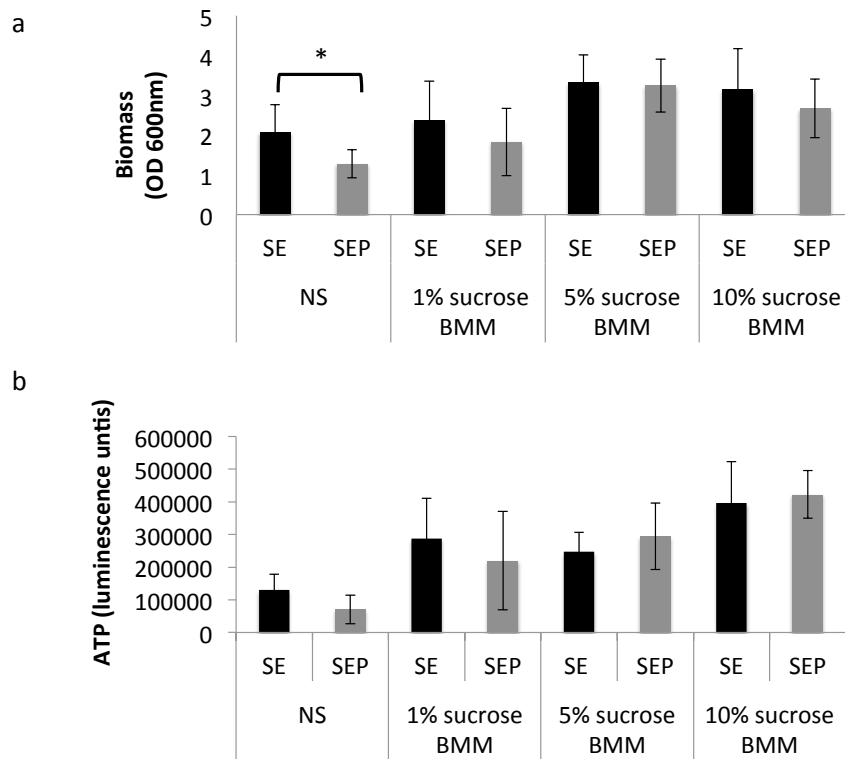 a
Biomass
(OD 600nm)
5
4
3
2
1
0
*
SE SEP SE SEP SE SEP SE SEP
NS 1% sucrose 5% sucrose 10% sucrose
BMM BMM BMM
b
ATP (luminescence untis)
600000
500000
400000
300000
200000
100000
0
SE SEP SE SEP SE SEP SE SEP
NS 1% sucrose 5% sucrose 10% sucrose
BMM BMM BMM